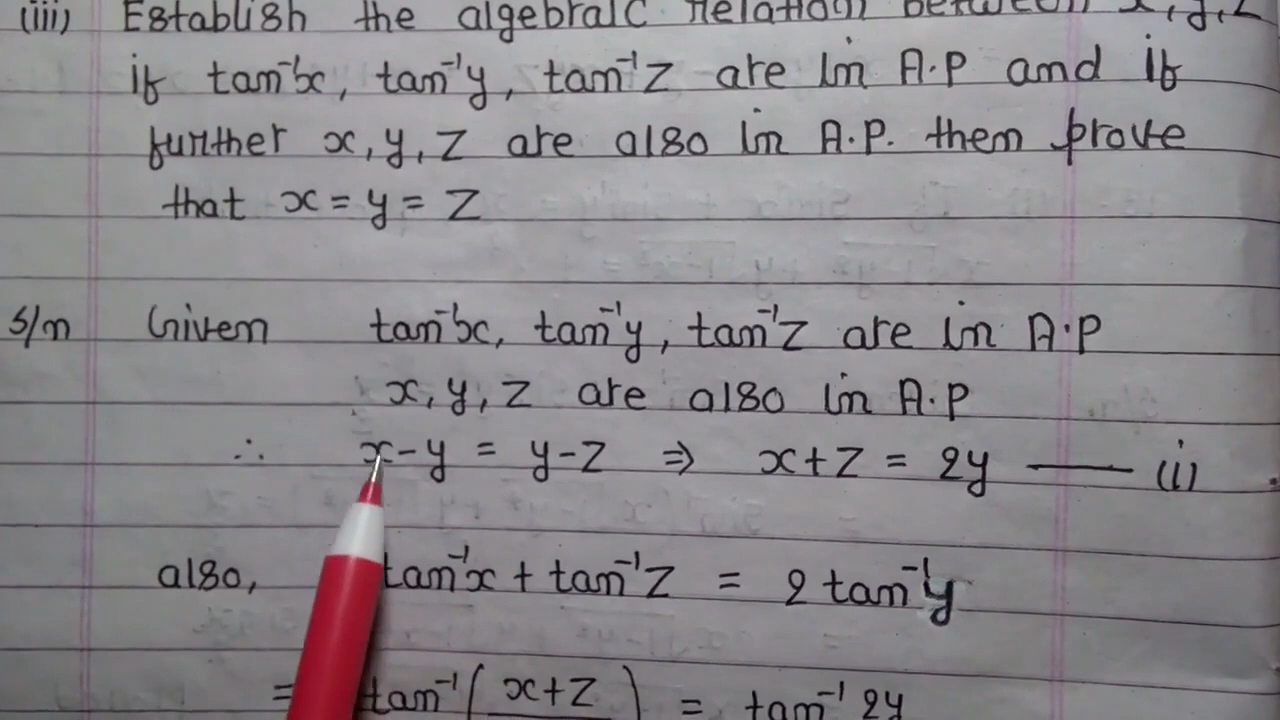 (iii) Establish the algebraic relation between x, y, z
if tan⁻¹x, tan⁻¹y, tan⁻¹z are in A.P and if
further x, y, z are also in A.P. then prove
that x = y = z
S/n Given tan⁻¹x, tan⁻¹y, tan⁻¹z are in A.P
x, y, z are also in A.P
∴ x-y = y-z ⇒ x+z = 2y —— (i)
also, tan⁻¹x + tan⁻¹z = 2 tan⁻¹y
= tan⁻¹( x+z ) = tan⁻¹ 2y